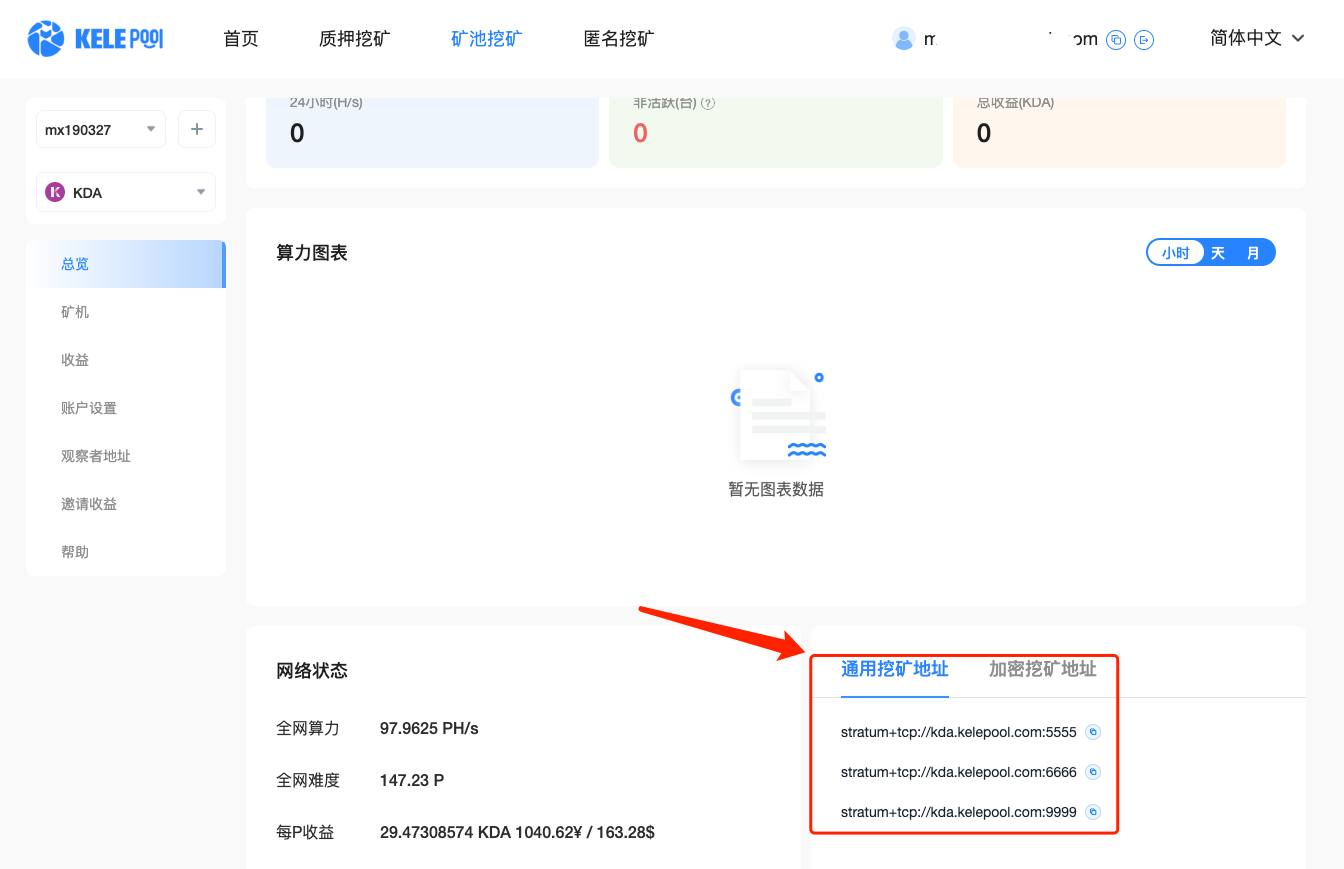 KELE POOL
首页
质押挖矿
矿池挖矿
匿名挖矿
m
om
简体中文
mx190327
+
KDA
总览
矿机
收益
账户设置
观察者地址
邀请收益
帮助
24小时(H/s)
0
非活跃(台) ?
0
总收益(KDA)
0
算力图表
小时 天 月
暂无图表数据
网络状态
全网算力 97.9625 PH/s
全网难度 147.23 P
每P收益 29.47308574 KDA 1040.62¥ / 163.28$
通用挖矿地址 加密挖矿地址
stratum+tcp://kda.kelepool.com:5555
stratum+tcp://kda.kelepool.com:6666
stratum+tcp://kda.kelepool.com:9999